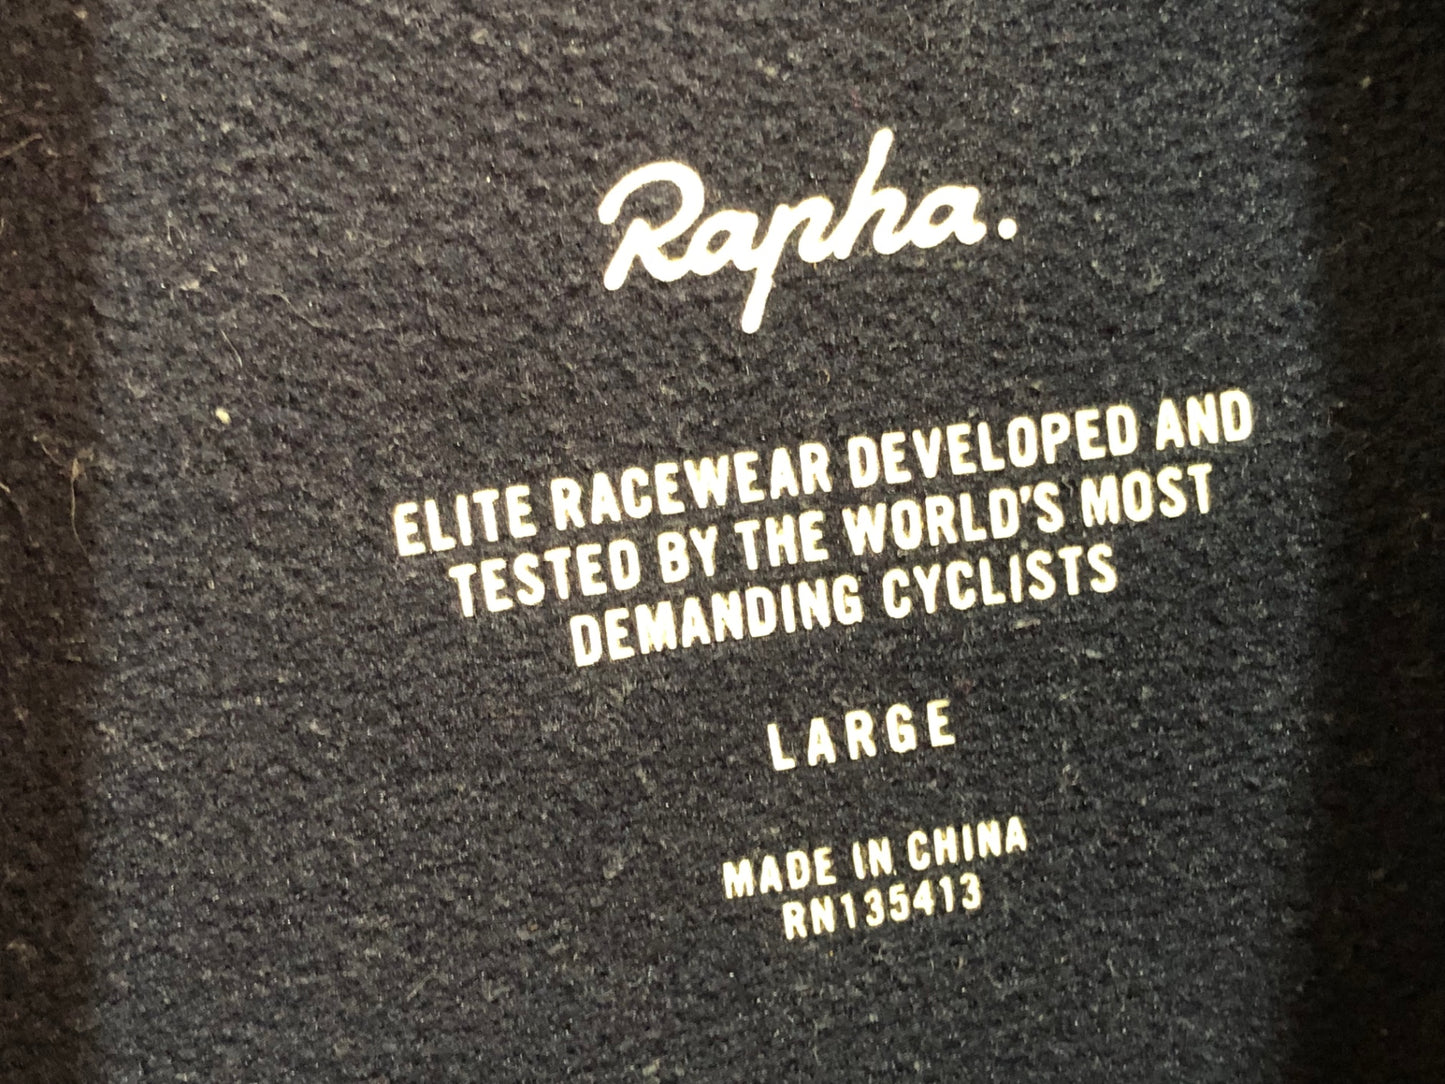 Rapha.
ELITE RACEWEAR DEVELOPED AND
TESTED BY THE WORLD'S MOST
DEMANDING CYCLISTS
LARGE
MADE IN CHINA
RN135413